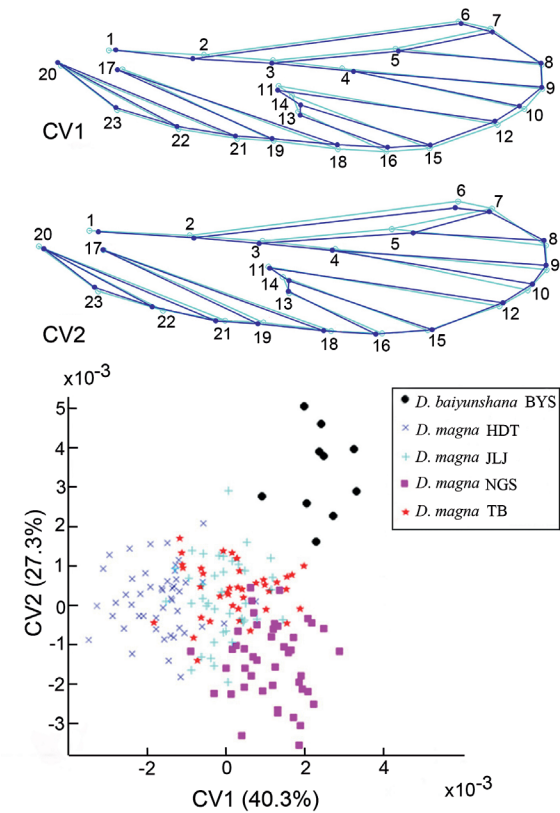 1 2 3 4 5 6 7 8 9 10 11 12 13 14 15 16 17 18 19 20 21 22 23
CV1
1 2 3 4 5 6 7 8 9 10 11 12 13 14 15 16 17 18 19 20 21 22 23
CV2
x10⁻³
5
4
3
2
1
0
-1
-2
-3
CV2 (27.3%)
D. baiyunshana BYS
D. magna HDT
D. magna JLJ
D. magna NGS
D. magna TB
-2 0 2 4
CV1 (40.3%)
x10⁻³